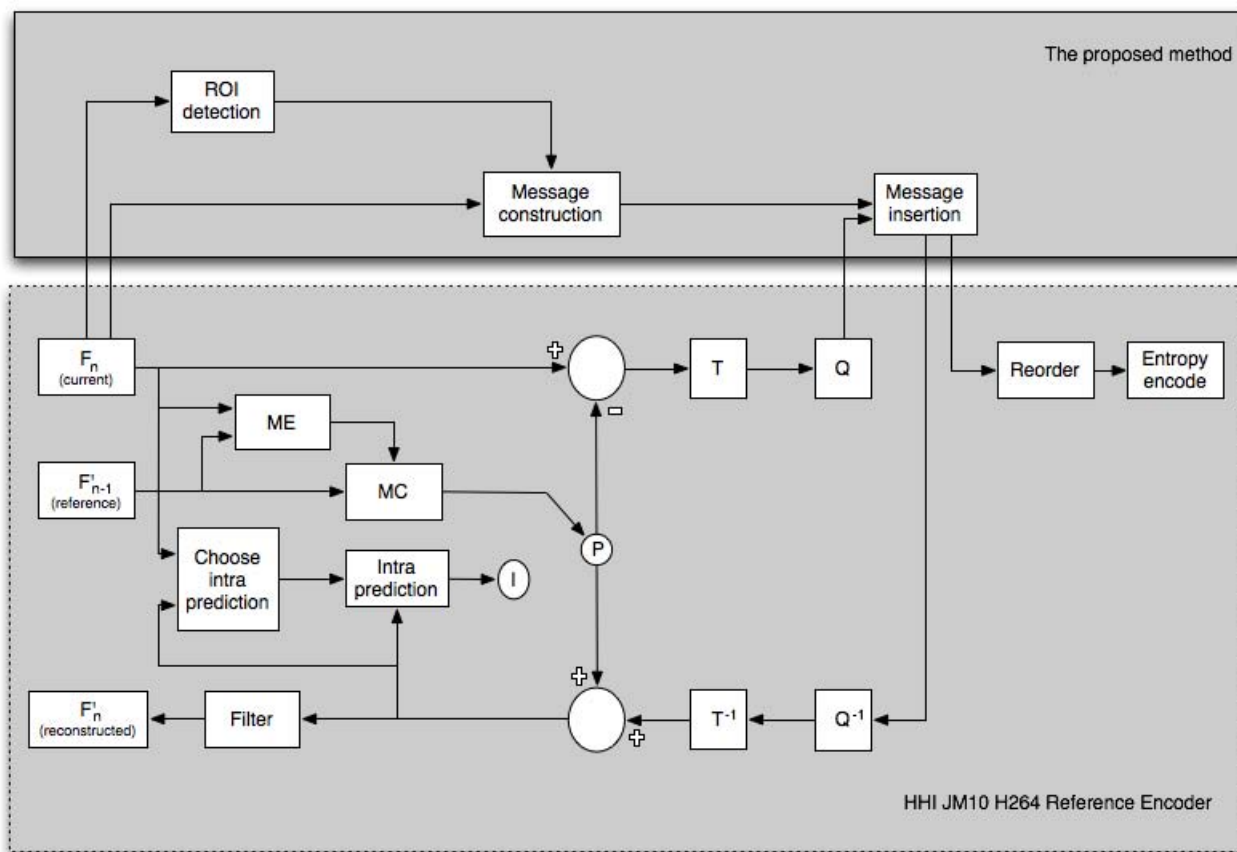 The proposed method
ROI
detection
Message
construction
Message
insertion
Fn
(current)
+
T
Q
Reorder
Entropy
encode
-
ME
F'n-1
(reference)
MC
P
Choose
intra
prediction
Intra
prediction
I
+
F'n
(reconstructed)
Filter
+
T-1
Q-1
HHI JM10 H264 Reference Encoder